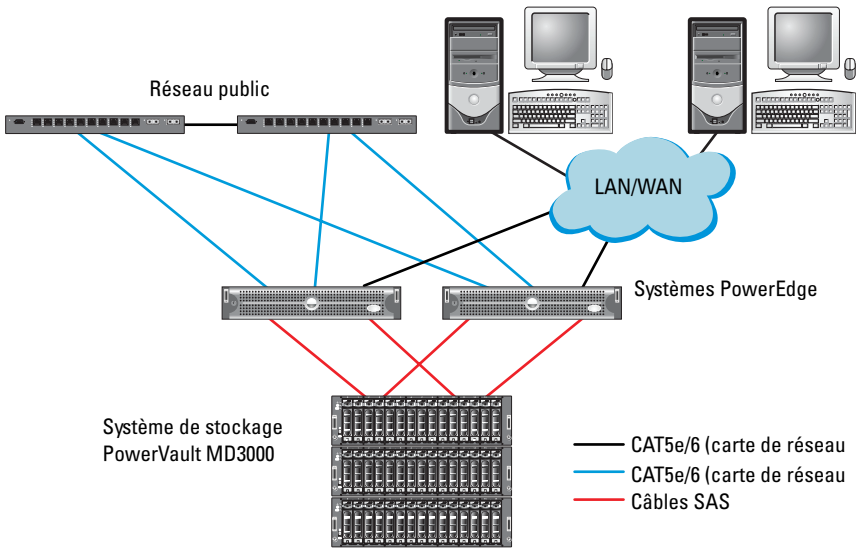 Réseau public
LAN/WAN
Systèmes PowerEdge
Système de stockage
PowerVault MD3000
CAT5e/6 (carte de réseau
CAT5e/6 (carte de réseau
Câbles SAS